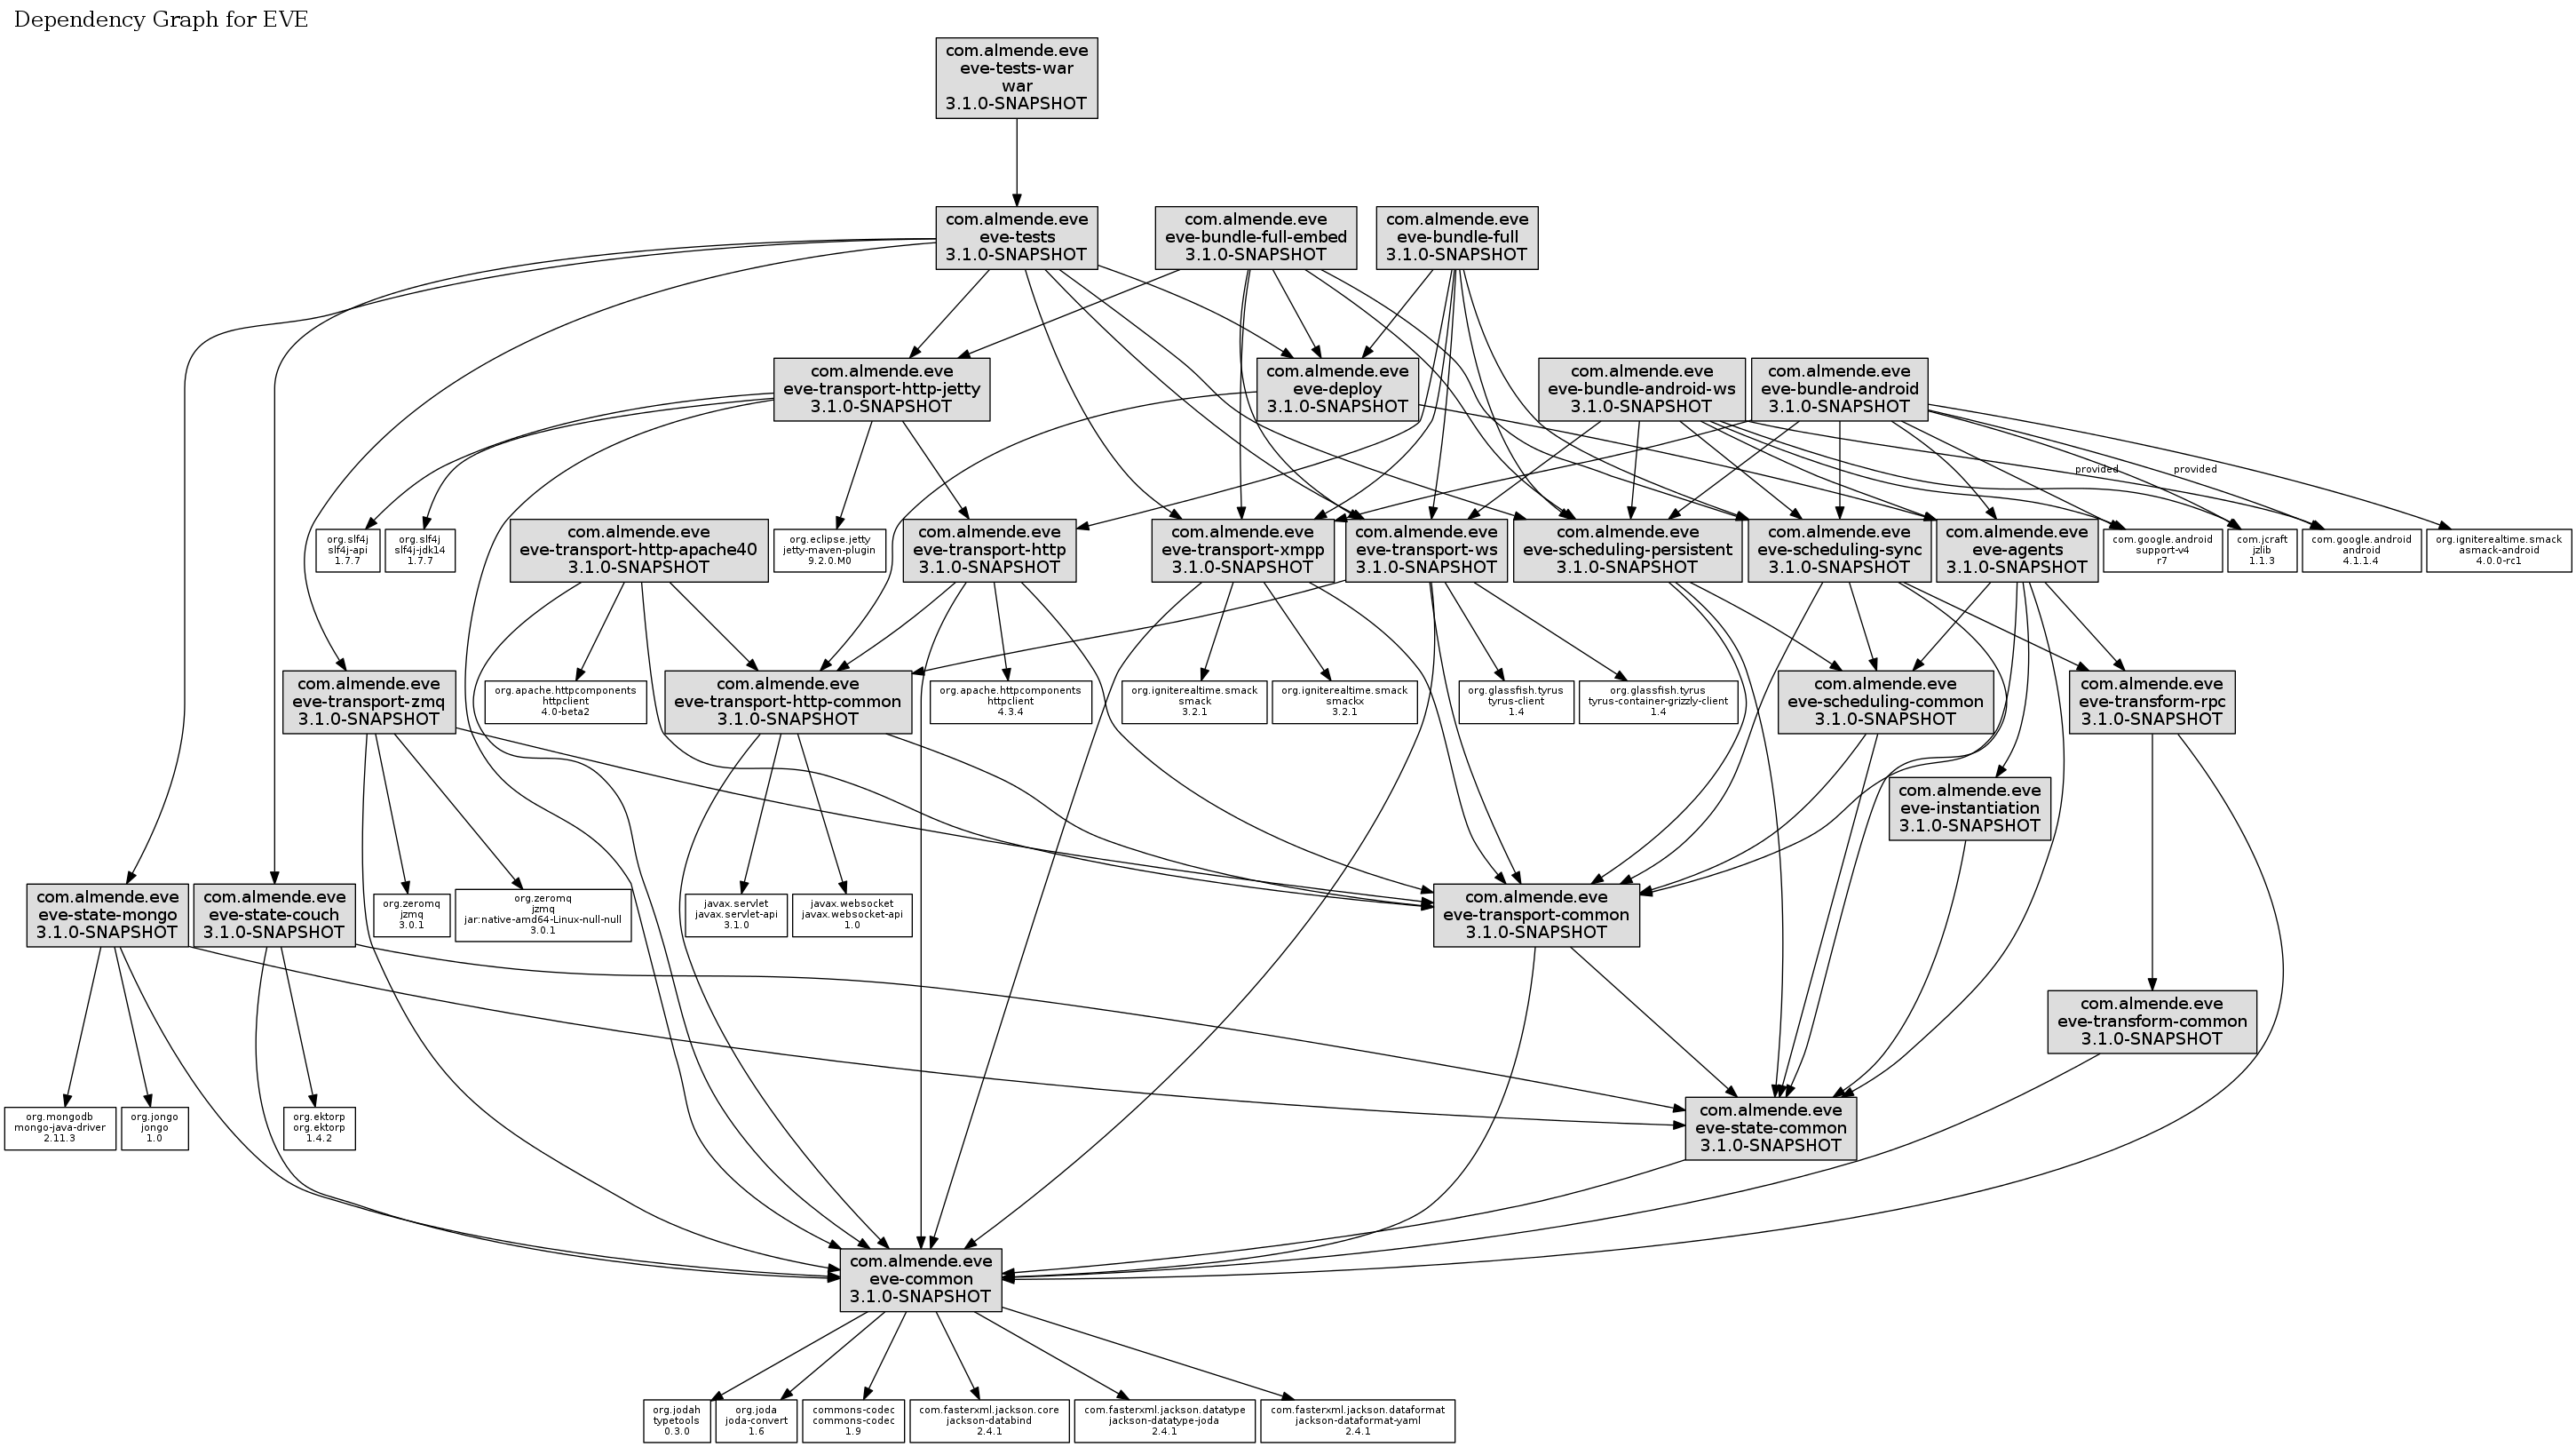 Dependency Graph for EVE
com.almende.eve
eve-tests-war
war
3.1.0-SNAPSHOT
com.almende.eve
eve-tests
3.1.0-SNAPSHOT
com.almende.eve
eve-bundle-full-embed
3.1.0-SNAPSHOT
com.almende.eve
eve-bundle-full
3.1.0-SNAPSHOT
com.almende.eve
eve-transport-http-jetty
3.1.0-SNAPSHOT
com.almende.eve
eve-deploy
3.1.0-SNAPSHOT
com.almende.eve
eve-bundle-android-ws
3.1.0-SNAPSHOT
com.almende.eve
eve-bundle-android
3.1.0-SNAPSHOT
provided
provided
org.slf4j
slf4j-api
1.7.7
org.slf4j
slf4j-jdk14
1.7.7
com.almende.eve
eve-transport-http-apache40
3.1.0-SNAPSHOT
org.eclipse.jetty
jetty-maven-plugin
9.2.0.M0
com.almende.eve
eve-transport-http
3.1.0-SNAPSHOT
com.almende.eve
eve-transport-xmpp
3.1.0-SNAPSHOT
com.almende.eve
eve-transport-ws
3.1.0-SNAPSHOT
com.almende.eve
eve-scheduling-persistent
3.1.0-SNAPSHOT
com.almende.eve
eve-scheduling-sync
3.1.0-SNAPSHOT
com.almende.eve
eve-agents
3.1.0-SNAPSHOT
com.google.android
support-v4
r7
com.jcraft
jzlib
1.1.3
com.google.android
android
4.1.1.4
org.igniterealtime.smack
asmack-android
4.0.0-rc1
com.almende.eve
eve-transport-zmq
3.1.0-SNAPSHOT
org.apache.httpcomponents
httpclient
4.0-beta2
com.almende.eve
eve-transport-http-common
3.1.0-SNAPSHOT
org.apache.httpcomponents
httpclient
4.3.4
org.igniterealtime.smack
smack
3.2.1
org.igniterealtime.smack
smackx
3.2.1
org.glassfish.tyrus
tyrus-client
1.4
org.glassfish.tyrus
tyrus-container-grizzly-client
1.4
com.almende.eve
eve-scheduling-common
3.1.0-SNAPSHOT
com.almende.eve
eve-transform-rpc
3.1.0-SNAPSHOT
com.almende.eve
eve-instantiation
3.1.0-SNAPSHOT
com.almende.eve
eve-state-mongo
3.1.0-SNAPSHOT
com.almende.eve
eve-state-couch
3.1.0-SNAPSHOT
org.zeromq
jzmq
3.0.1
org.zeromq
jzmq
jar:native-amd64-Linux-null-null
3.0.1
javax.servlet
javax.servlet-api
3.1.0
javax.websocket
javax.websocket-api
1.0
com.almende.eve
eve-transport-common
3.1.0-SNAPSHOT
com.almende.eve
eve-transform-common
3.1.0-SNAPSHOT
org.mongodb
mongo-java-driver
2.11.3
org.jongo
jongo
1.0
org.ektorp
org.ektorp
1.4.2
com.almende.eve
eve-state-common
3.1.0-SNAPSHOT
com.almende.eve
eve-common
3.1.0-SNAPSHOT
org.jodah
typetools
0.3.0
org.joda
joda-convert
1.6
commons-codec
commons-codec
1.9
com.fasterxml.jackson.core
jackson-databind
2.4.1
com.fasterxml.jackson.datatype
jackson-datatype-joda
2.4.1
com.fasterxml.jackson.dataformat
jackson-dataformat-yaml
2.4.1